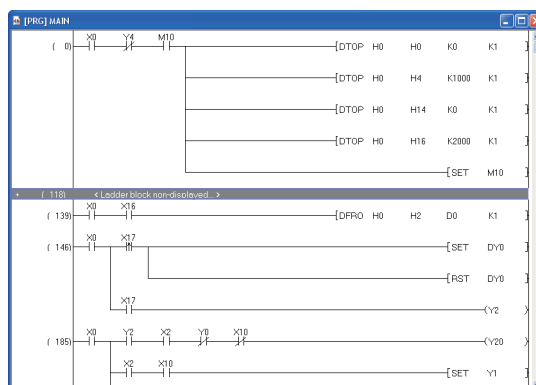 [PRG] MAIN
X0 Y4 M10
( 0) [DTOP H0 H0 K0 K1 ]
[DTOP H0 H4 K1000 K1 ]
[DTOP H0 H14 K0 K1 ]
[DTOP H0 H16 K2000 K1 ]
[SET M10 ]
+ ( 118) < Ladder block non-displayed... >
X0 X16
( 139) [DFRO H0 H2 D0 K1 ]
X0 X17
( 146) [SET DY0 ]
[RST DY0 ]
X17
(Y2 )
X0 Y2 X2 Y0 X10
( 185) (Y20 )
X2 X10
[SET Y1 ]